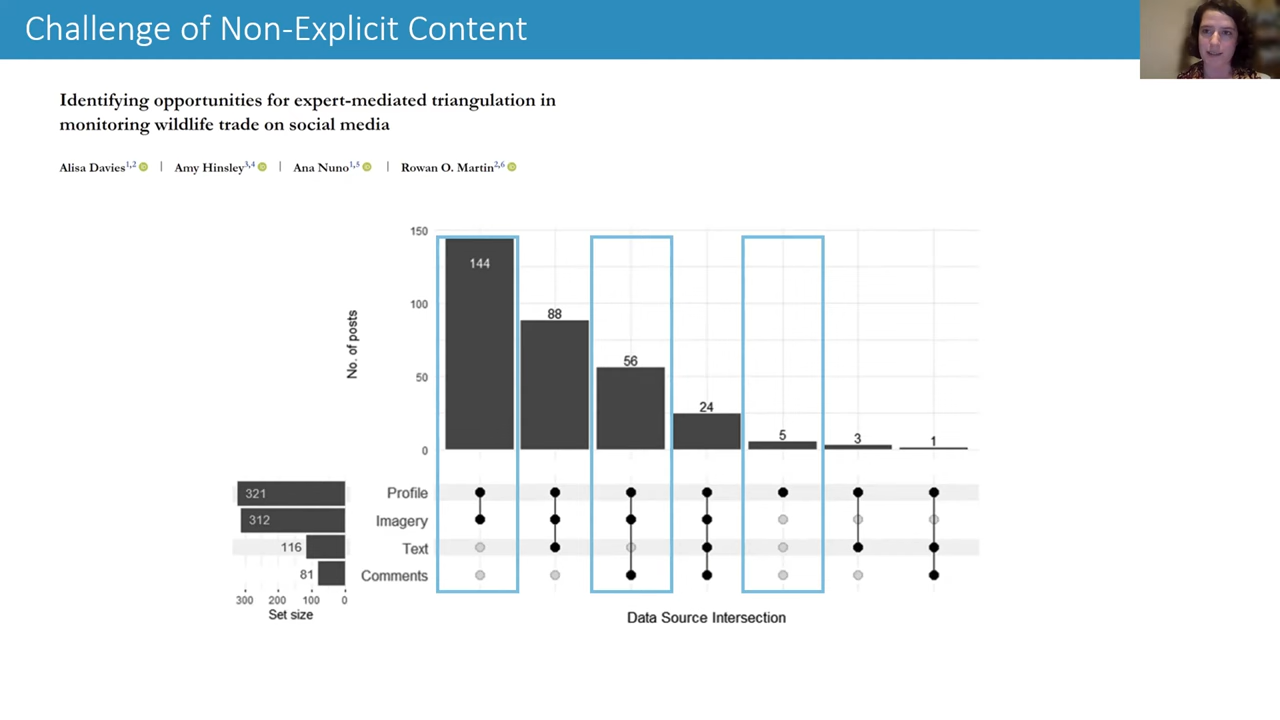 Challenge of Non-Explicit Content
Identifying opportunities for expert-mediated triangulation in
monitoring wildlife trade on social media
Alisa Davies1,2 | Amy Hinsley3,4 | Ana Nuno1,5 | Rowan O. Martin2,6
150
144
100
88
No. of posts
56
50
24
5
3
1
0
321 Profile
312 Imagery
116 Text
81 Comments
300 200 100 0
Set size
Data Source Intersection